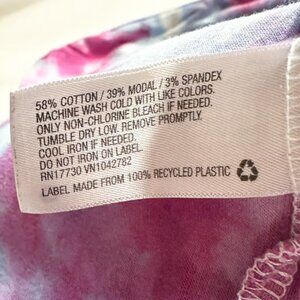 58% COTTON / 39% MODAL / 3% SPANDEX
MACHINE WASH COLD WITH LIKE COLORS.
ONLY NON-CHLORINE BLEACH IF NEEDED.
TUMBLE DRY LOW. REMOVE PROMPTLY.
COOL IRON IF NEEDED.
DO NOT IRON ON LABEL.
RN17730 VN1042782
LABEL MADE FROM 100% RECYCLED PLASTIC